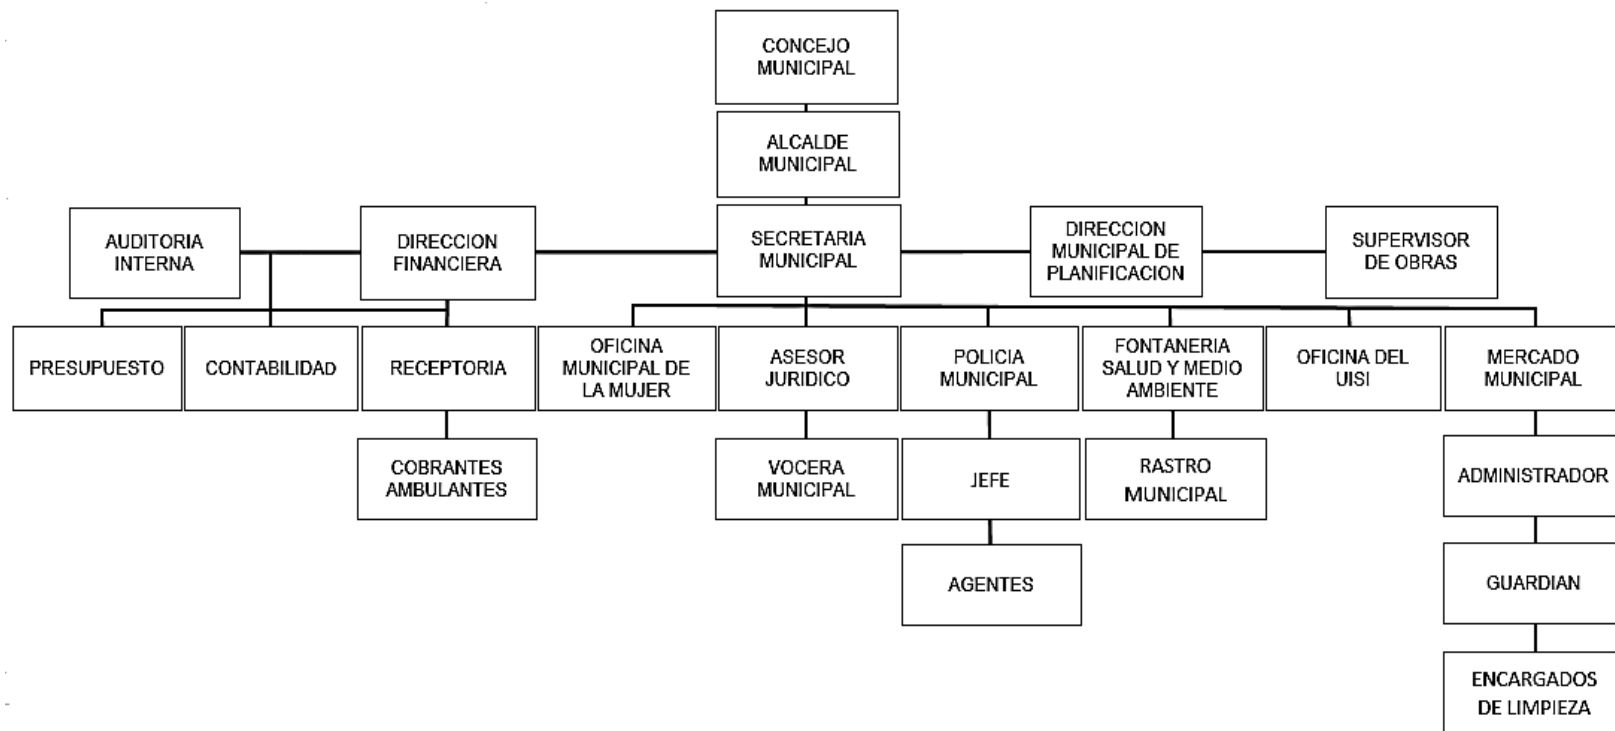 CONCEJO
MUNICIPAL
ALCALDE
MUNICIPAL
AUDITORIA
INTERNA
DIRECCION
FINANCIERA
SECRETARIA
MUNICIPAL
DIRECCION
MUNICIPAL DE
PLANIFICACION
SUPERVISOR
DE OBRAS
PRESUPUESTO
CONTABILIDAD
RECEPTORIA
OFICINA
MUNICIPAL DE
LA MUJER
ASESOR
JURIDICO
POLICIA
MUNICIPAL
FONTANERIA
SALUD Y MEDIO
AMBIENTE
OFICINA DEL
UISI
MERCADO
MUNICIPAL
COBRANTES
AMBULANTES
VOCERA
MUNICIPAL
JEFE
RASTRO
MUNICIPAL
ADMINISTRADOR
AGENTES
GUARDIAN
ENCARGADOS
DE LIMPIEZA